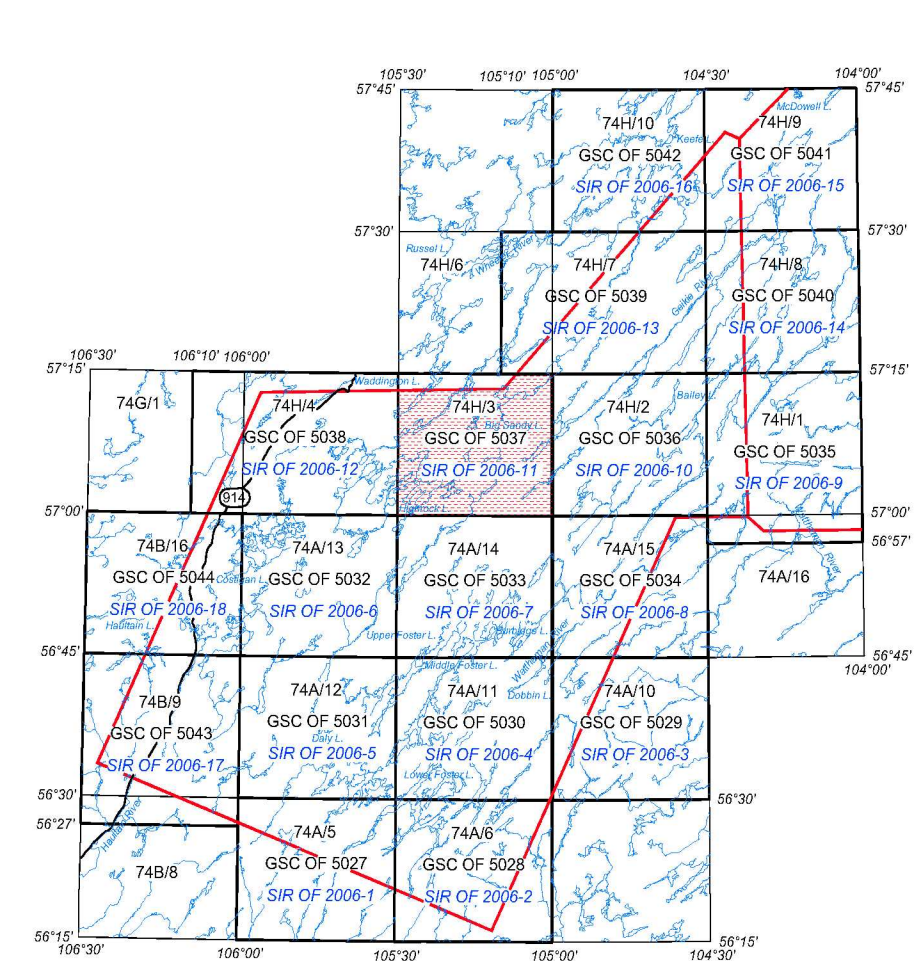 105°30'
105°10'
105°00'
104°30'
104°00'
57°45'
57°45'
McDowell L.
74H/10
Keefe L.
74H/9
GSC OF 5042
GSC OF 5041
SIR OF 2006-16
SIR OF 2006-15
57°30'
57°30'
Russel L.
Wheeler River
74H/6
74H/7
74H/8
Geikie River
GSC OF 5039
GSC OF 5040
SIR OF 2006-13
SIR OF 2006-14
106°30'
106°10'
106°00'
57°15'
57°15'
Waddington L.
74G/1
74H/4
74H/3
74H/2
Bailey L.
74H/1
Big Sandy L.
GSC OF 5038
GSC OF 5037
GSC OF 5036
GSC OF 5035
SIR OF 2006-12
SIR OF 2006-11
SIR OF 2006-10
SIR OF 2006-9
914
57°00'
57°00'
56°57'
74B/16
74A/13
74A/14
74A/15
74A/16
GSC OF 5044
Costigan L.
GSC OF 5032
GSC OF 5033
GSC OF 5034
SIR OF 2006-18
SIR OF 2006-6
SIR OF 2006-7
SIR OF 2006-8
Haultain L.
Upper Foster L.
56°45'
56°45'
104°00'
Middle Foster L.
74B/9
74A/12
74A/11
Dobbin L.
74A/10
GSC OF 5043
GSC OF 5031
GSC OF 5030
GSC OF 5029
Daly L.
SIR OF 2006-17
SIR OF 2006-5
SIR OF 2006-4
SIR OF 2006-3
Lower Foster L.
56°30'
56°30'
Haultain River
56°27'
74A/5
74A/6
74B/8
GSC OF 5027
GSC OF 5028
SIR OF 2006-1
SIR OF 2006-2
56°15'
56°15'
106°30'
106°00'
105°30'
105°00'
104°30'